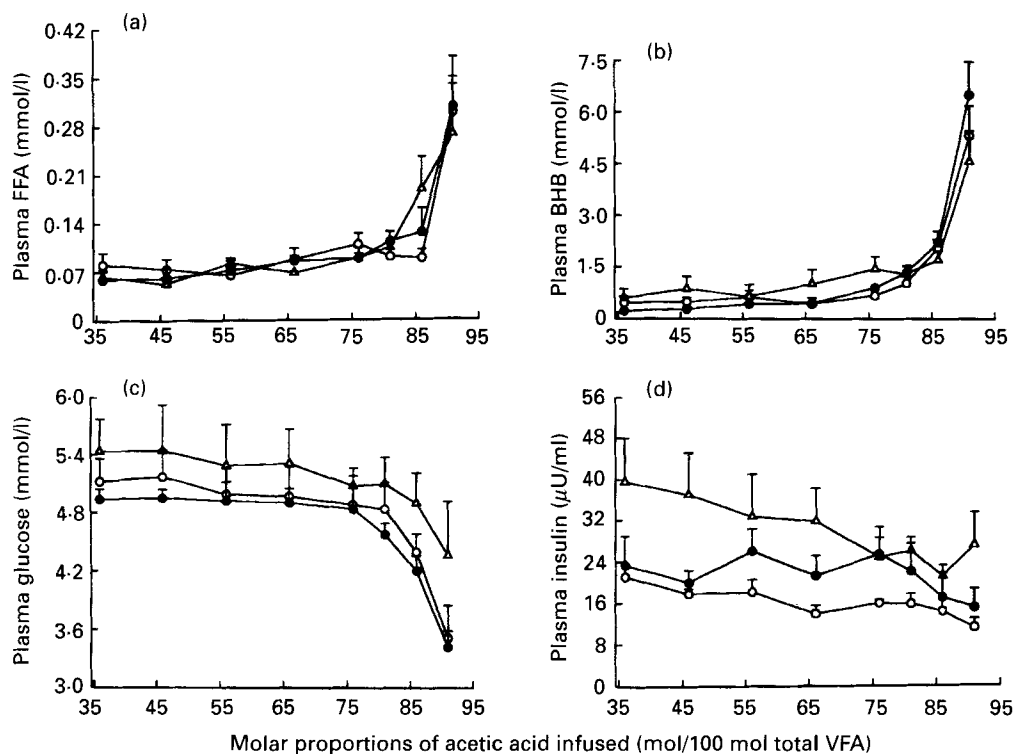 (a)
Plasma FFA (mmol/l)
0·42
0·35
0·28
0·21
0·14
0·07
0
35 45 55 65 75 85 95
(b)
Plasma BHB (mmol/l)
7·5
6·0
4·5
3·0
1·5
0
35 45 55 65 75 85 95
(c)
Plasma glucose (mmol/l)
6·0
5·4
4·8
4·2
3·6
3·0
35 45 55 65 75 85 95
(d)
Plasma insulin (μU/ml)
56
48
40
32
24
16
8
0
35 45 55 65 75 85 95
Molar proportions of acetic acid infused (mol/100 mol total VFA)